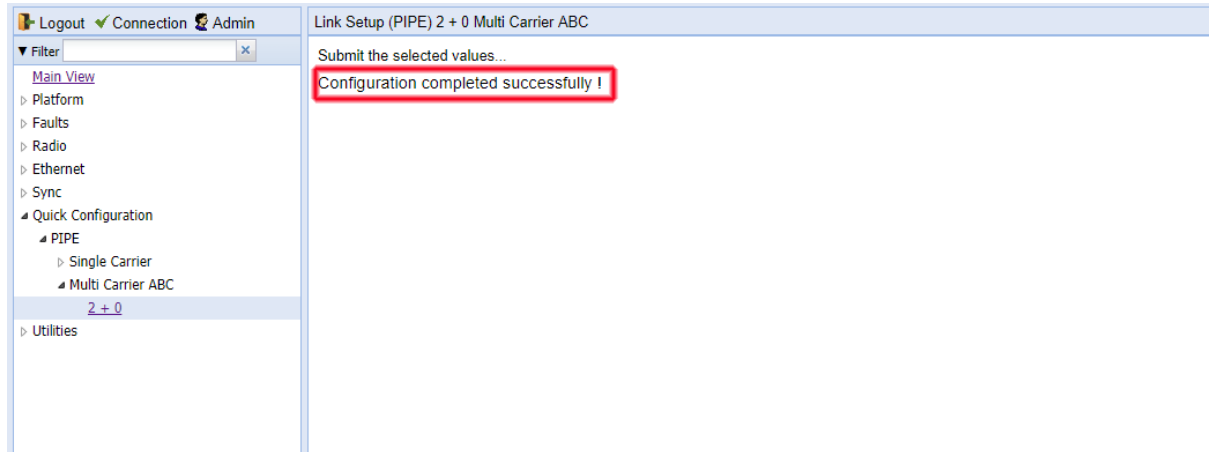 Logout Connection Admin
Filter
Main View
Platform
Faults
Radio
Ethernet
Sync
Quick Configuration
PIPE
Single Carrier
Multi Carrier ABC
2 + 0
Utilities
Link Setup (PIPE) 2 + 0 Multi Carrier ABC
Submit the selected values...
Configuration completed successfully !